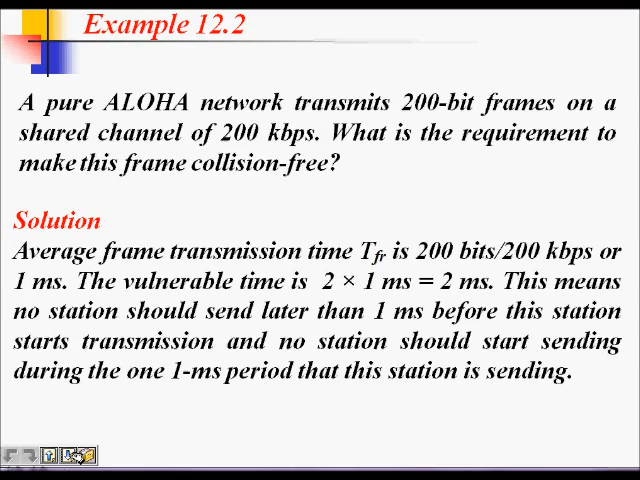 Example 12.2
A pure ALOHA network transmits 200-bit frames on a
shared channel of 200 kbps. What is the requirement to
make this frame collision-free?
Solution
Average frame transmission time Tfr is 200 bits/200 kbps or
1 ms. The vulnerable time is 2 × 1 ms = 2 ms. This means
no station should send later than 1 ms before this station
starts transmission and no station should start sending
during the one 1-ms period that this station is sending.